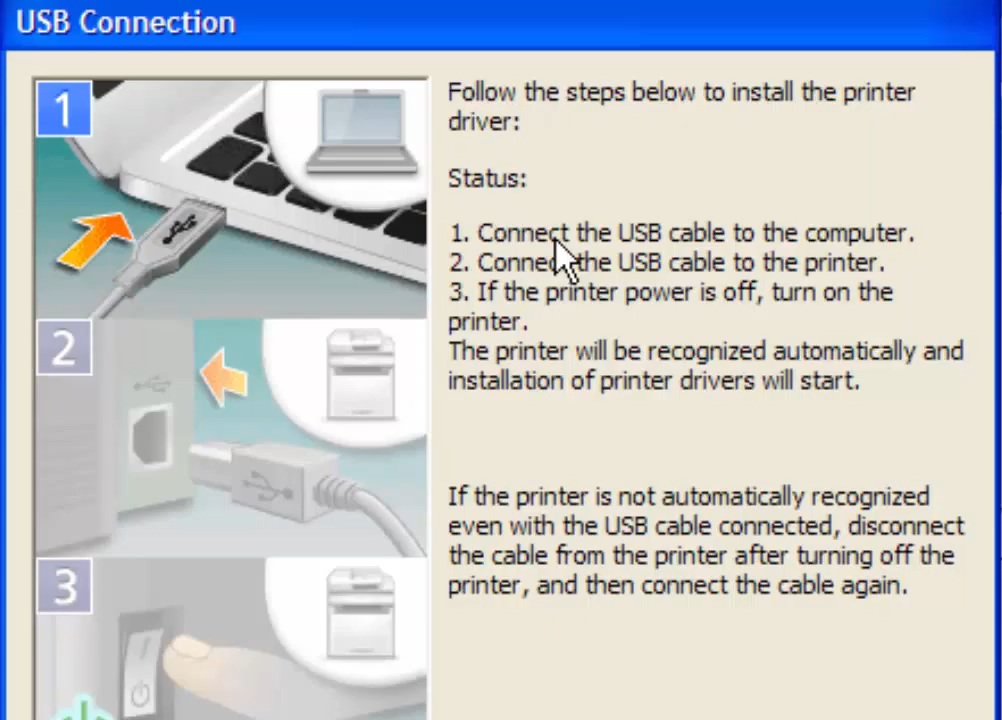 USB Connection
1
2
3
Follow the steps below to install the printer
driver:
Status:
1. Connect the USB cable to the computer.
2. Connect the USB cable to the printer.
3. If the printer power is off, turn on the
printer.
The printer will be recognized automatically and
installation of printer drivers will start.
If the printer is not automatically recognized
even with the USB cable connected, disconnect
the cable from the printer after turning off the
printer, and then connect the cable again.